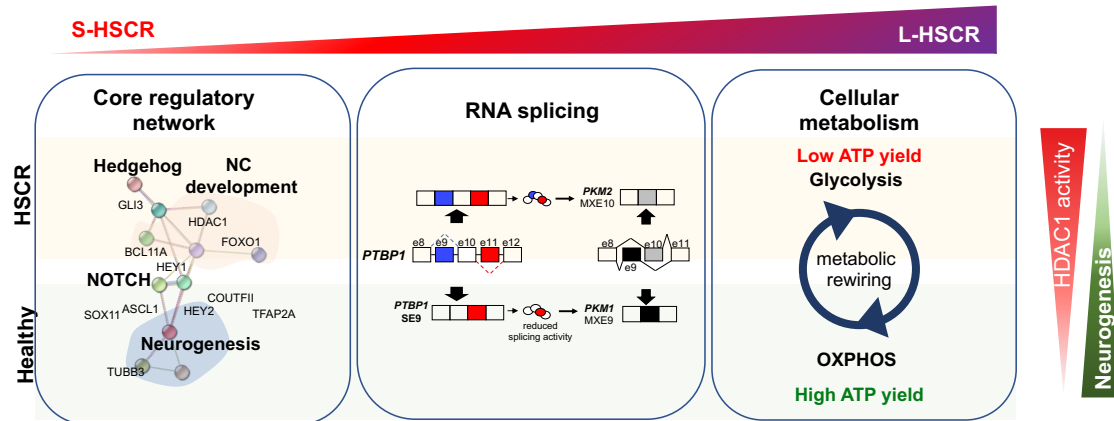 S-HSCR
L-HSCR
Core regulatory
network
RNA splicing
Cellular
metabolism
HSCR
Healthy
Hedgehog
NC
development
GLI3
HDAC1
BCL11A
FOXO1
HEY1
NOTCH
ASCL1
COUTFII
SOX11
HEY2
TFAP2A
Neurogenesis
TUBB3
PKM2
MXE10
e8 e9 e10 e11 e12
PTBP1
e8 e10 e11
e9
PTBP1
SE9
reduced
splicing activity
PKM1
MXE9
Low ATP yield
Glycolysis
metabolic
rewiring
OXPHOS
High ATP yield
HDAC1 activity
Neurogenesis